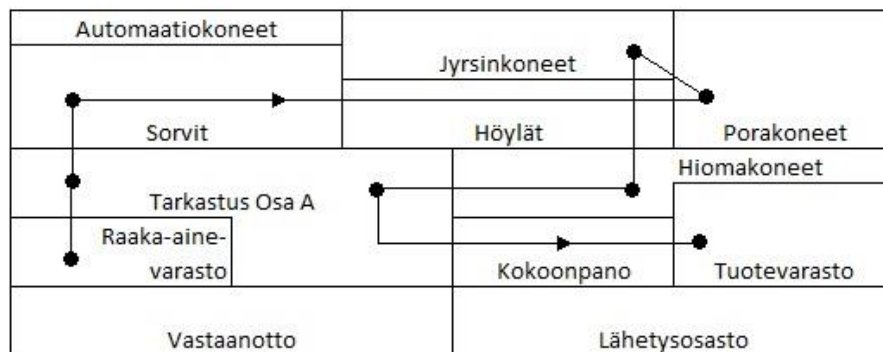 Automaatiokoneet
Jyrsinkoneet
Sorvit
Höylät
Porakoneet
Hiomakoneet
Tarkastus Osa A
Raaka-aine-
varasto
Kokoonpano
Tuotevarasto
Vastaanotto
Lähetysosasto